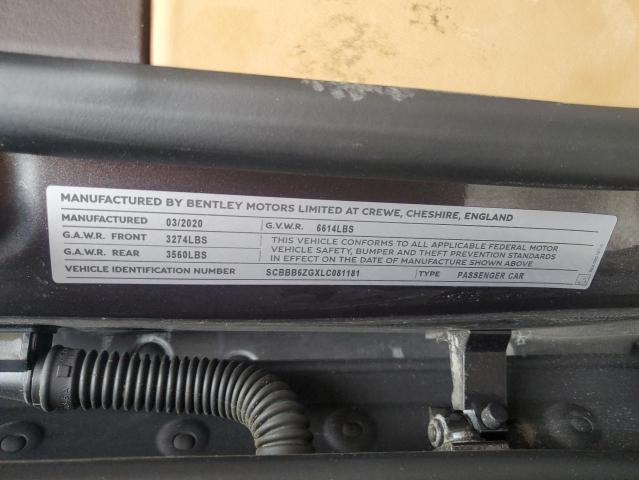 MANUFACTURED BY BENTLEY MOTORS LIMITED AT CREWE, CHESHIRE, ENGLAND
MANUFACTURED 03/2020 G.V.W.R. 6614LBS
G.A.W.R. FRONT 3274LBS
G.A.W.R. REAR 3560LBS
THIS VEHICLE CONFORMS TO ALL APPLICABLE FEDERAL MOTOR
VEHICLE SAFETY, BUMPER AND THEFT PREVENTION STANDARDS
IN EFFECT ON THE DATE OF MANUFACTURE SHOWN ABOVE
VEHICLE IDENTIFICATION NUMBER SCBBB6ZGXLC081181 TYPE PASSENGER CAR